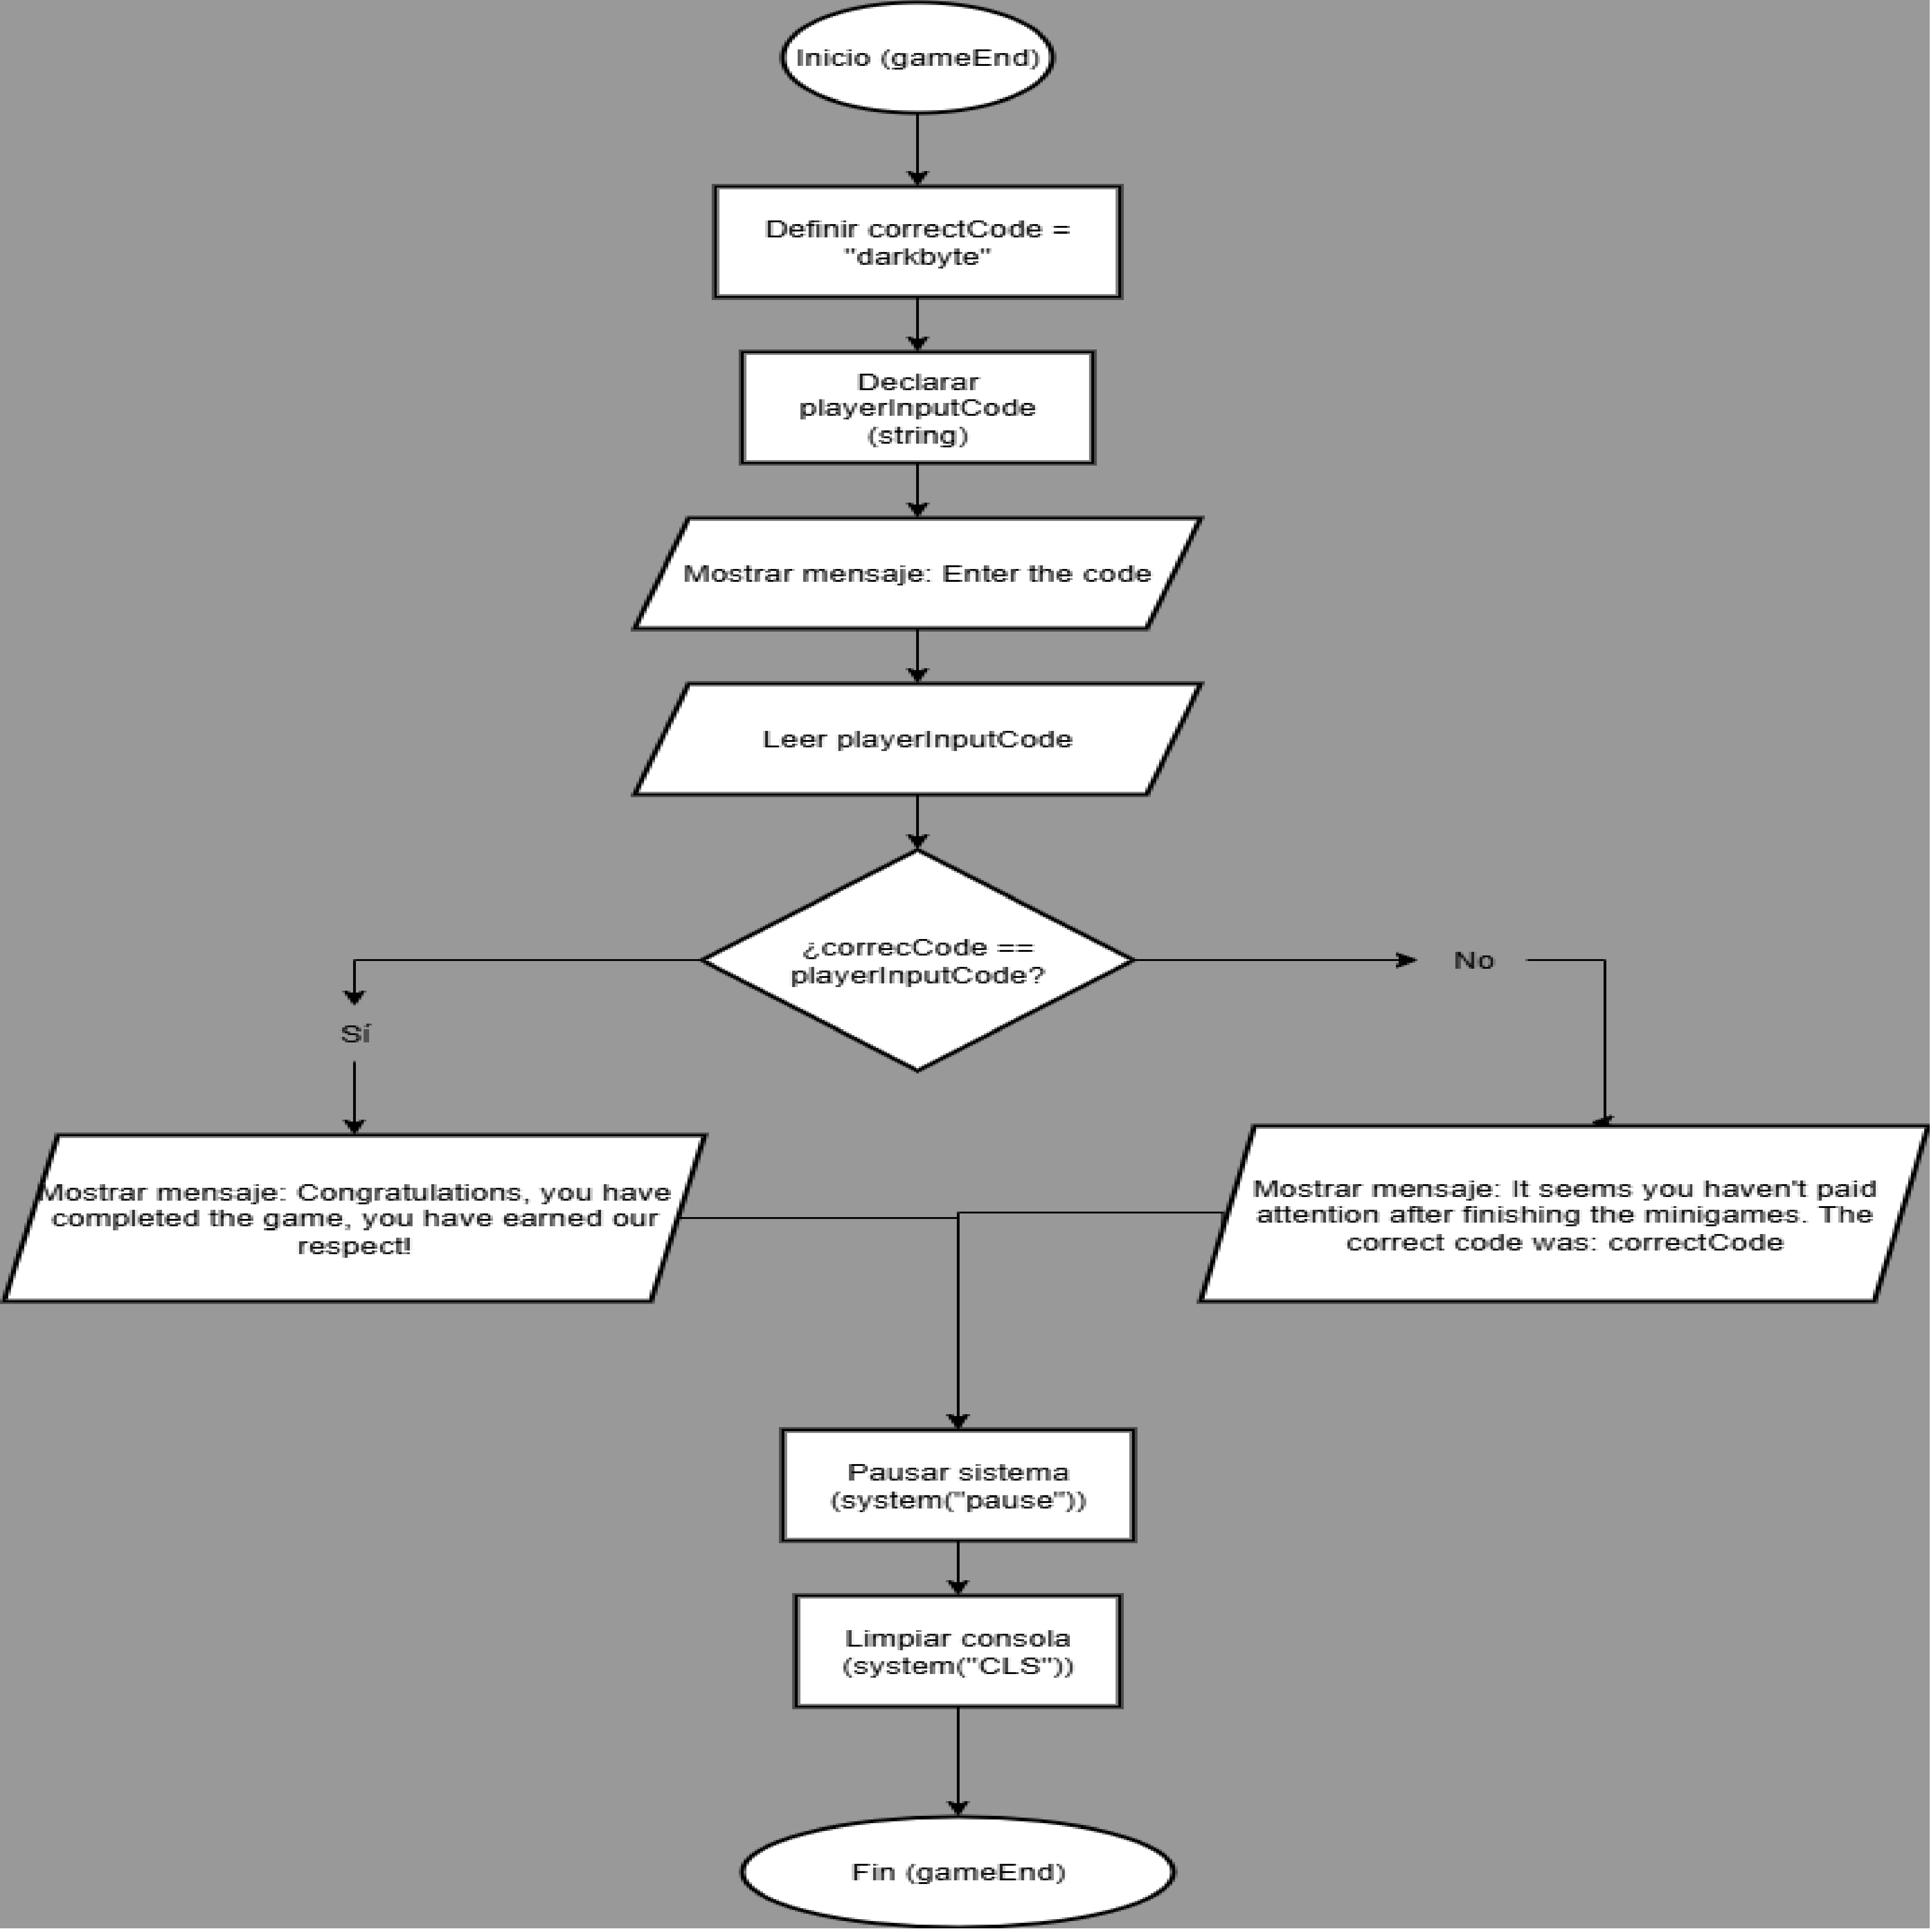 Inicio (gameEnd)
Definir correctCode =
"darkbyte"
Declarar
playerInputCode
(string)
Mostrar mensaje: Enter the code
Leer playerInputCode
¿correcCode ==
playerInputCode?
No
Sí
Mostrar mensaje: Congratulations, you have
completed the game, you have earned our
respect!
Mostrar mensaje: It seems you haven't paid
attention after finishing the minigames. The
correct code was: correctCode
Pausar sistema
(system("pause"))
Limpiar consola
(system("CLS"))
Fin (gameEnd)